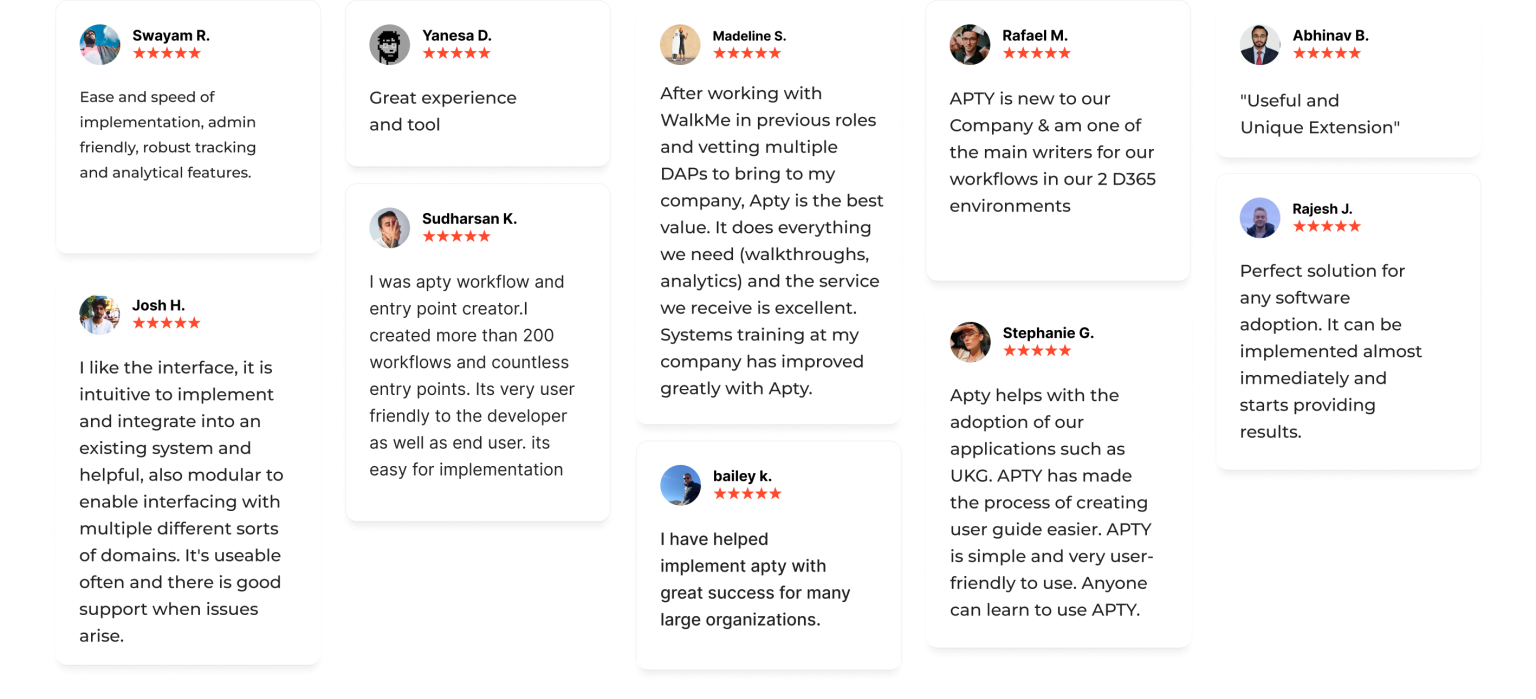 Swayam R.
★★★★★
Ease and speed of
implementation, admin
friendly, robust tracking
and analytical features.
Josh H.
★★★★★
I like the interface, it is
intuitive to implement
and integrate into an
existing system and
helpful, also modular to
enable interfacing with
multiple different sorts
of domains. It's useable
often and there is good
support when issues
arise.
Yanesa D.
★★★★★
Great experience
and tool
Sudharsan K.
★★★★★
I was apty workflow and
entry point creator.I
created more than 200
workflows and countless
entry points. Its very user
friendly to the developer
as well as end user. its
easy for implementation
Madeline S.
★★★★★
After working with
WalkMe in previous roles
and vetting multiple
DAPs to bring to my
company, Apty is the best
value. It does everything
we need (walkthroughs,
analytics) and the service
we receive is excellent.
Systems training at my
company has improved
greatly with Apty.
bailey k.
★★★★★
I have helped
implement apty with
great success for many
large organizations.
Rafael M.
★★★★★
APTY is new to our
Company & am one of
the main writers for our
workflows in our 2 D365
environments
Stephanie G.
★★★★★
Apty helps with the
adoption of our
applications such as
UKG. APTY has made
the process of creating
user guide easier. APTY
is simple and very user-
friendly to use. Anyone
can learn to use APTY.
Abhinav B.
★★★★★
"Useful and
Unique Extension"
Rajesh J.
★★★★★
Perfect solution for
any software
adoption. It can be
implemented almost
immediately and
starts providing
results.